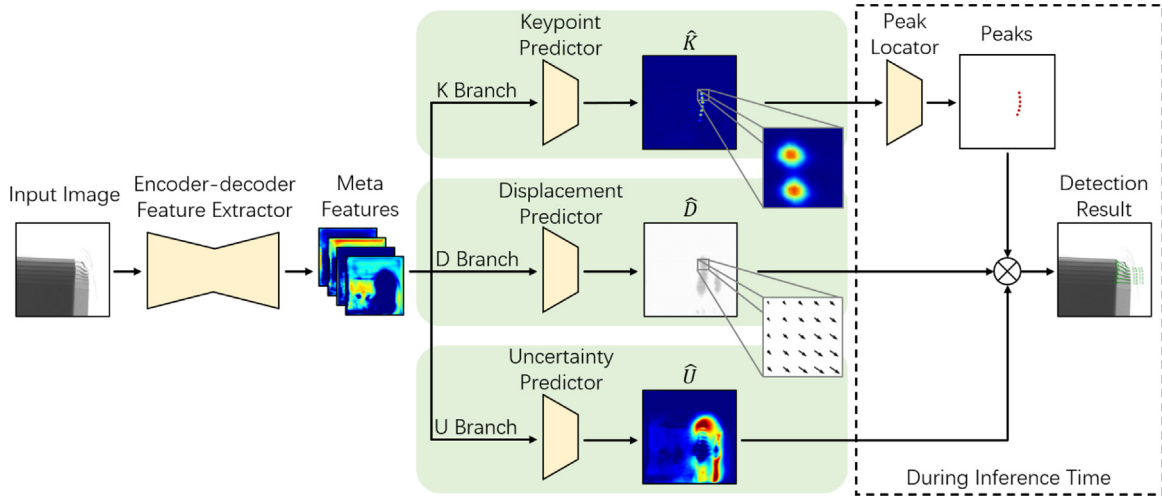 Input Image
Encoder-decoder
Feature Extractor
Meta
Features
K Branch
Keypoint
Predictor
K̂
D Branch
Displacement
Predictor
D̂
U Branch
Uncertainty
Predictor
Û
Peak
Locator
Peaks
Detection
Result
During Inference Time